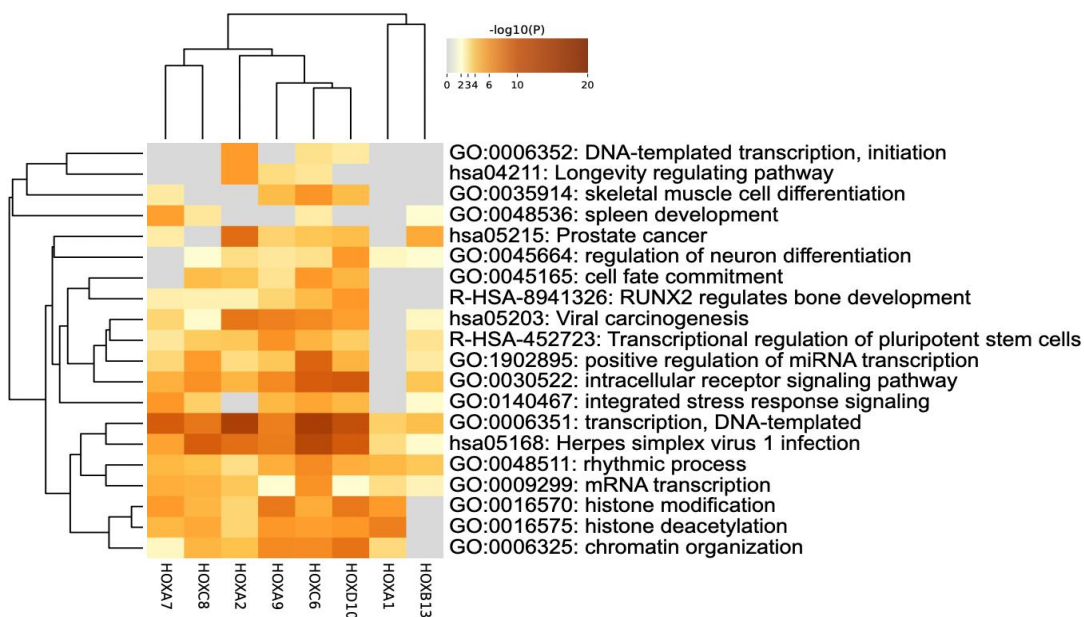 -log10(P)
0 2 3 4 6 10 20
GO:0006352: DNA-templated transcription, initiation
hsa04211: Longevity regulating pathway
GO:0035914: skeletal muscle cell differentiation
GO:0048536: spleen development
hsa05215: Prostate cancer
GO:0045664: regulation of neuron differentiation
GO:0045165: cell fate commitment
R-HSA-8941326: RUNX2 regulates bone development
hsa05203: Viral carcinogenesis
R-HSA-452723: Transcriptional regulation of pluripotent stem cells
GO:1902895: positive regulation of miRNA transcription
GO:0030522: intracellular receptor signaling pathway
GO:0140467: integrated stress response signaling
GO:0006351: transcription, DNA-templated
hsa05168: Herpes simplex virus 1 infection
GO:0048511: rhythmic process
GO:0009299: mRNA transcription
GO:0016570: histone modification
GO:0016575: histone deacetylation
GO:0006325: chromatin organization
HOXA7
HOXC8
HOXA2
HOXA9
HOXC6
HOXD10
HOXA1
HOXB13